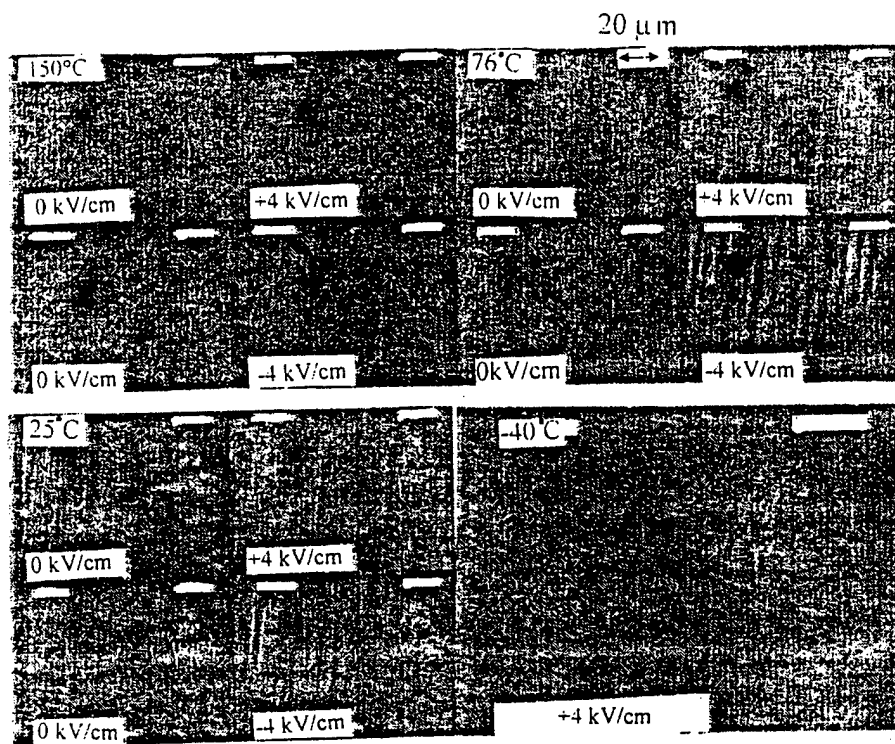 20 μm
150°C
76°C
0 kV/cm
+4 kV/cm
0 kV/cm
+4 kV/cm
0 kV/cm
-4 kV/cm
0kV/cm
-4 kV/cm
25°C
-40°C
0 kV/cm
+4 kV/cm
0 kV/cm
-4 kV/cm
+4 kV/cm